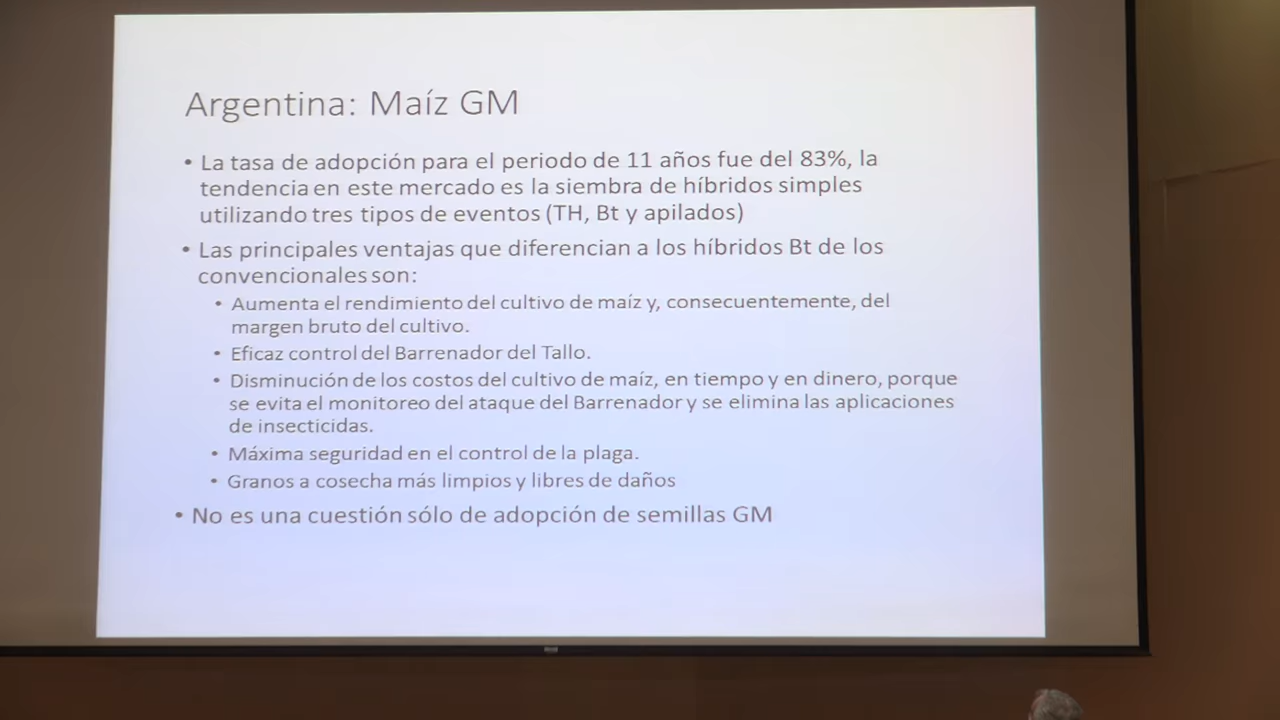 Argentina: Maíz GM
• La tasa de adopción para el periodo de 11 años fue del 83%, la
tendencia en este mercado es la siembra de híbridos simples
utilizando tres tipos de eventos (TH, Bt y apilados)
• Las principales ventajas que diferencian a los híbridos Bt de los
convencionales son:
• Aumenta el rendimiento del cultivo de maíz y, consecuentemente, del
margen bruto del cultivo.
• Eficaz control del Barrenador del Tallo.
• Disminución de los costos del cultivo de maíz, en tiempo y en dinero, porque
se evita el monitoreo del ataque del Barrenador y se elimina las aplicaciones
de insecticidas.
• Máxima seguridad en el control de la plaga.
• Granos a cosecha más limpios y libres de daños
• No es una cuestión sólo de adopción de semillas GM